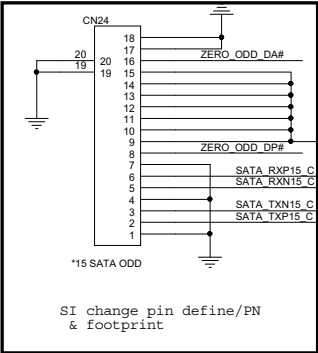 CN24
18
17
20 20 16 ZERO_ODD_DA#
19 19 15
14
13
12
11
10
9
8 ZERO_ODD_DP#
7
6 SATA_RXP15_C
5 SATA_RXN15_C
4
3 SATA_TXN15_C
2 SATA_TXP15_C
1
*15 SATA ODD
SI change pin define/PN
& footprint